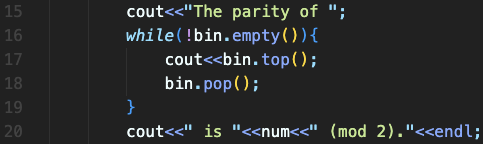 15 cout<<"The parity of ";
16 while(!bin.empty()){
17 cout<<bin.top();
18 bin.pop();
19 }
20 cout<<" is "<<num<<" (mod 2)."<<endl;